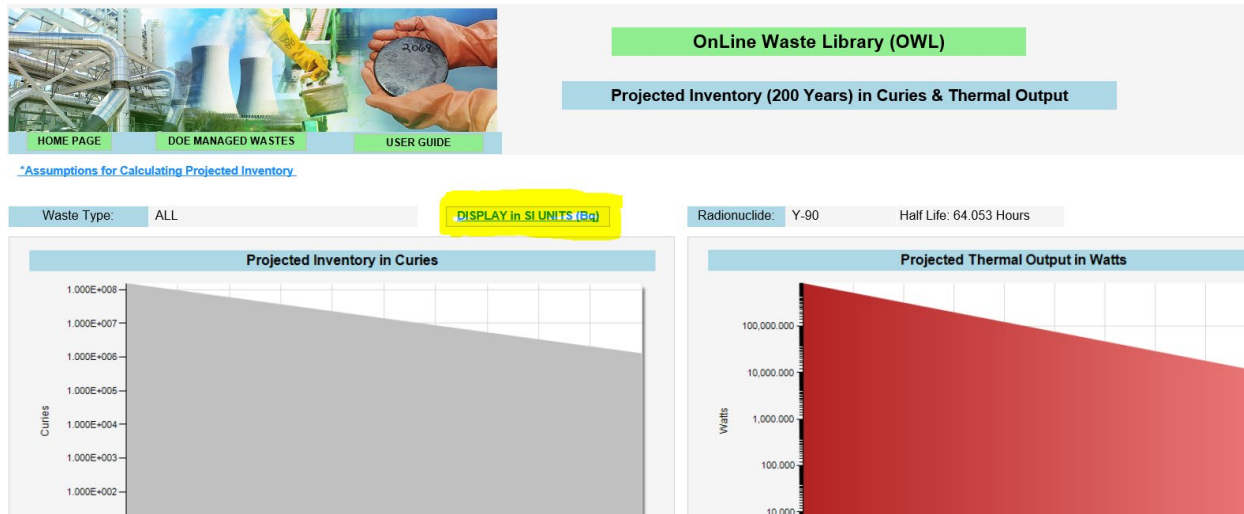 2068
OnLine Waste Library (OWL)
Projected Inventory (200 Years) in Curies & Thermal Output
HOME PAGE DOE MANAGED WASTES USER GUIDE
*Assumptions for Calculating Projected Inventory
Waste Type: ALL DISPLAY in SI UNITS (Bq) Radionuclide: Y-90 Half Life: 64.053 Hours
Projected Inventory in Curies
1.000E+008
1.000E+007
1.000E+006
1.000E+005
1.000E+004
1.000E+003
1.000E+002
Curies
Projected Thermal Output in Watts
100,000.000
10,000.000
1,000.000
100.000
10.000
Watts